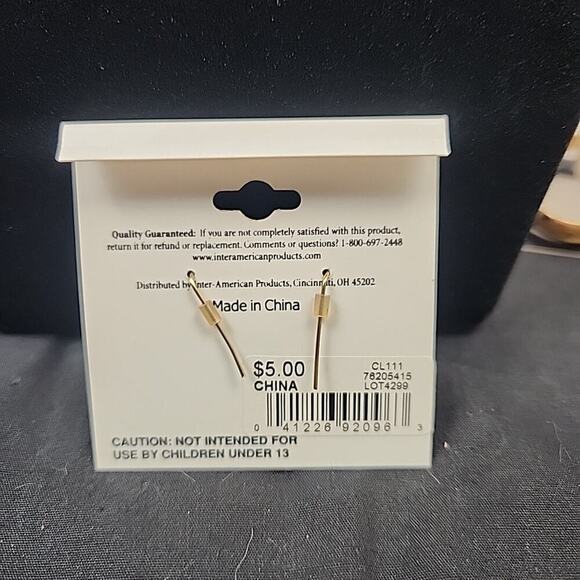 Quality Guaranteed: If you are not completely satisfied with this product,
return it for refund or replacement. Comments or questions? 1-800-697-2448
www.interamericanproducts.com
Distributed by Inter-American Products, Cincinnati, OH 45202
Made in China
$5.00
CHINA
CL111
76205415
LOT4299
0 41226 92096 3
CAUTION: NOT INTENDED FOR
USE BY CHILDREN UNDER 13